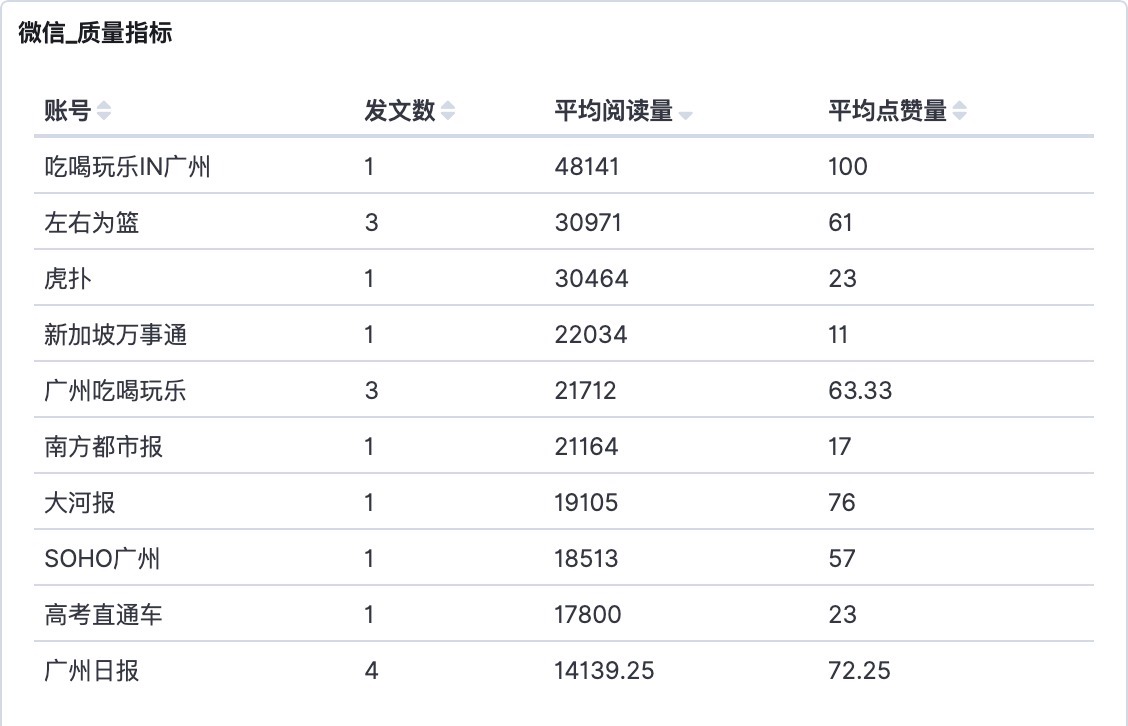 微信_质量指标
账号 发文数 平均阅读量 平均点赞量
吃喝玩乐IN广州 1 48141 100
左右为篮 3 30971 61
虎扑 1 30464 23
新加坡万事通 1 22034 11
广州吃喝玩乐 3 21712 63.33
南方都市报 1 21164 17
大河报 1 19105 76
SOHO广州 1 18513 57
高考直通车 1 17800 23
广州日报 4 14139.25 72.25